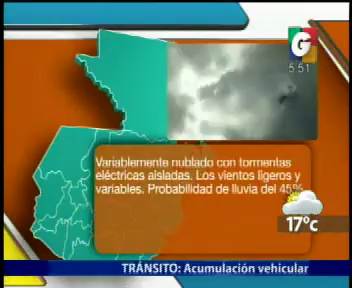 G
5:51
Variablemente nublado con tormentas
eléctricas aisladas. Los vientos ligeros y
variables. Probabilidad de lluvia del 45%
17°c
TRÁNSITO: Acumulación vehicular